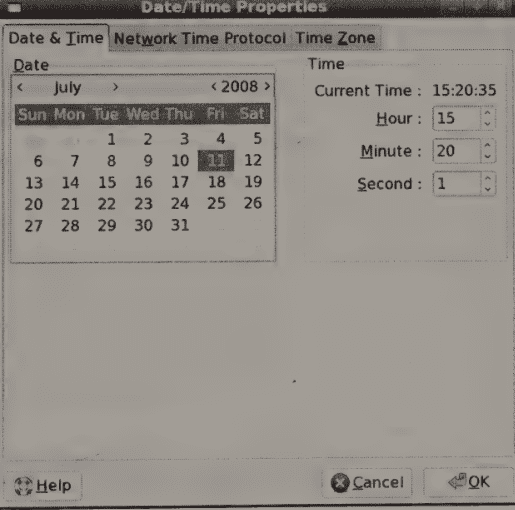 Date/Time Properties
Date & Time Network Time Protocol Time Zone
Date
Time
< July > < 2008 >
Sun Mon Tue Wed Thu Fri Sat
1 2 3 4 5
6 7 8 9 10 11 12
13 14 15 16 17 18 19
20 21 22 23 24 25 26
27 28 29 30 31
Current Time : 15:20:35
Hour : 15
Minute : 20
Second : 1
Help
Cancel
OK